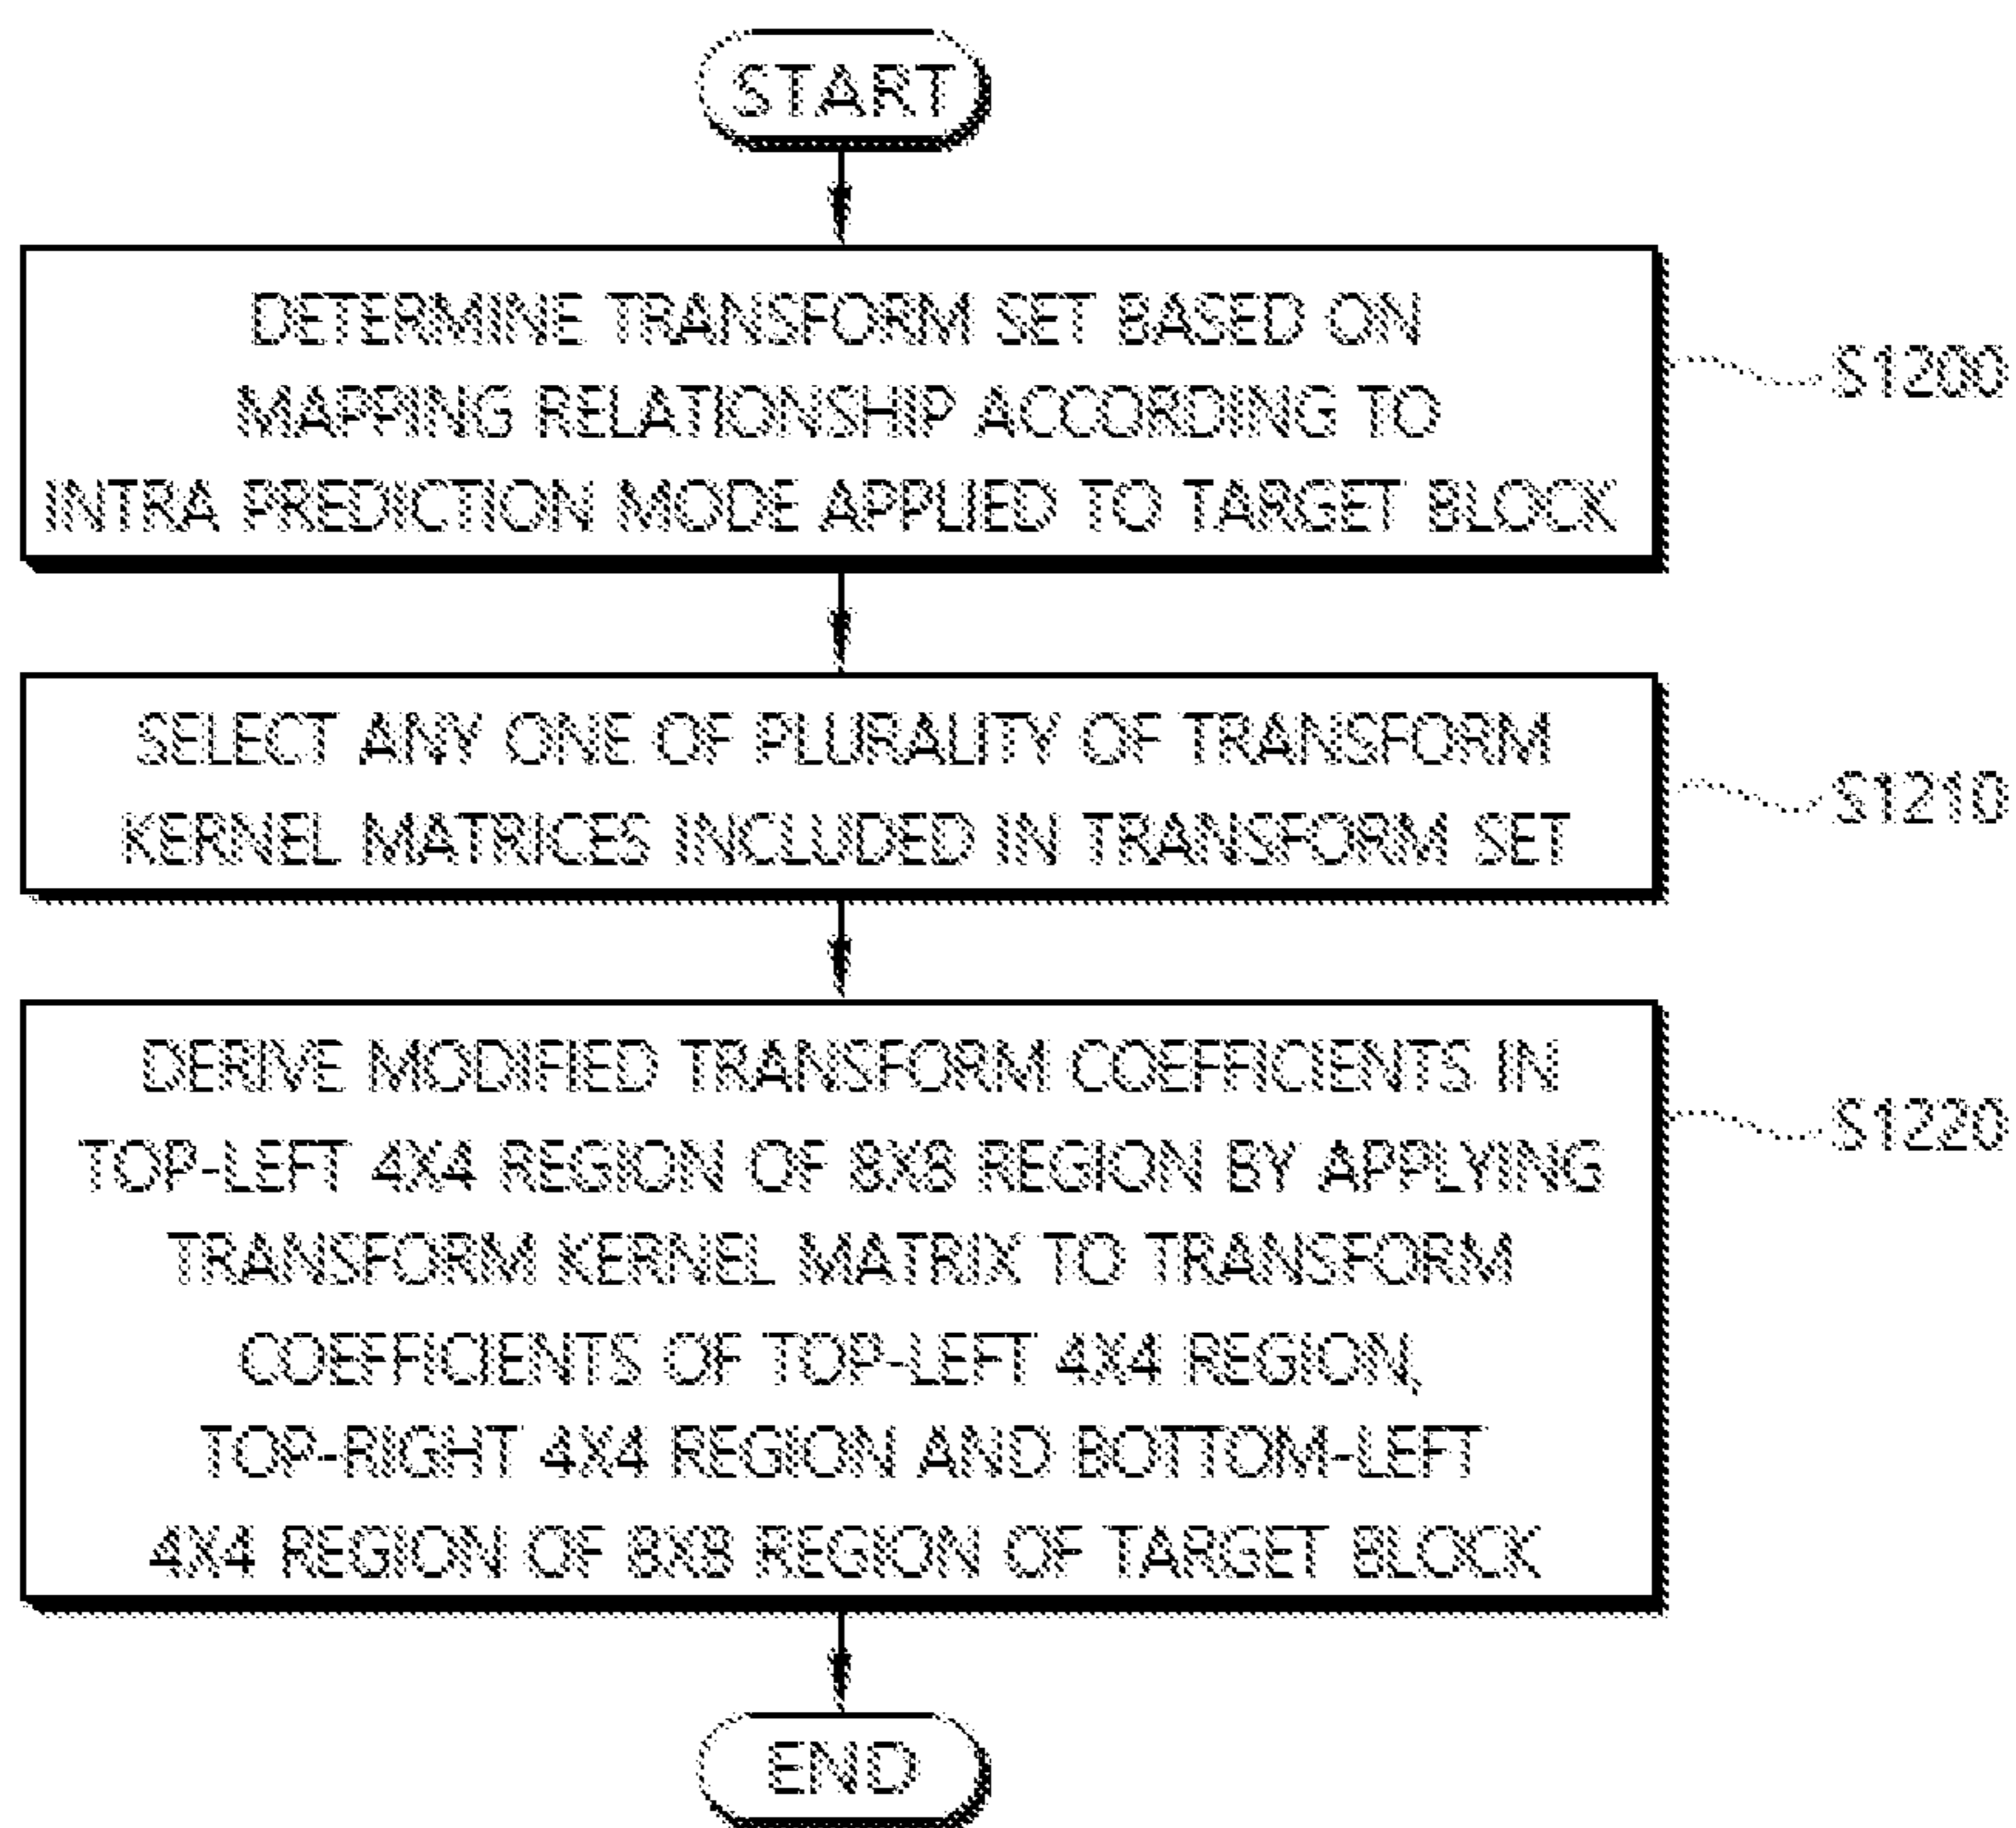 START
DETERMINE TRANSFORM SET BASED ON
MAPPING RELATIONSHIP ACCORDING TO
INTRA PREDICTION MODE APPLIED TO TARGET BLOCK
S1200
SELECT ANY ONE OF PLURALITY OF TRANSFORM
KERNEL MATRICES INCLUDED IN TRANSFORM SET
S1210
DERIVE MODIFIED TRANSFORM COEFFICIENTS IN
TOP-LEFT 4X4 REGION OF 8X8 REGION BY APPLYING
TRANSFORM KERNEL MATRIX TO TRANSFORM
COEFFICIENTS OF TOP-LEFT 4X4 REGION,
TOP-RIGHT 4X4 REGION AND BOTTOM-LEFT
4X4 REGION OF 8X8 REGION OF TARGET BLOCK
S1220
END